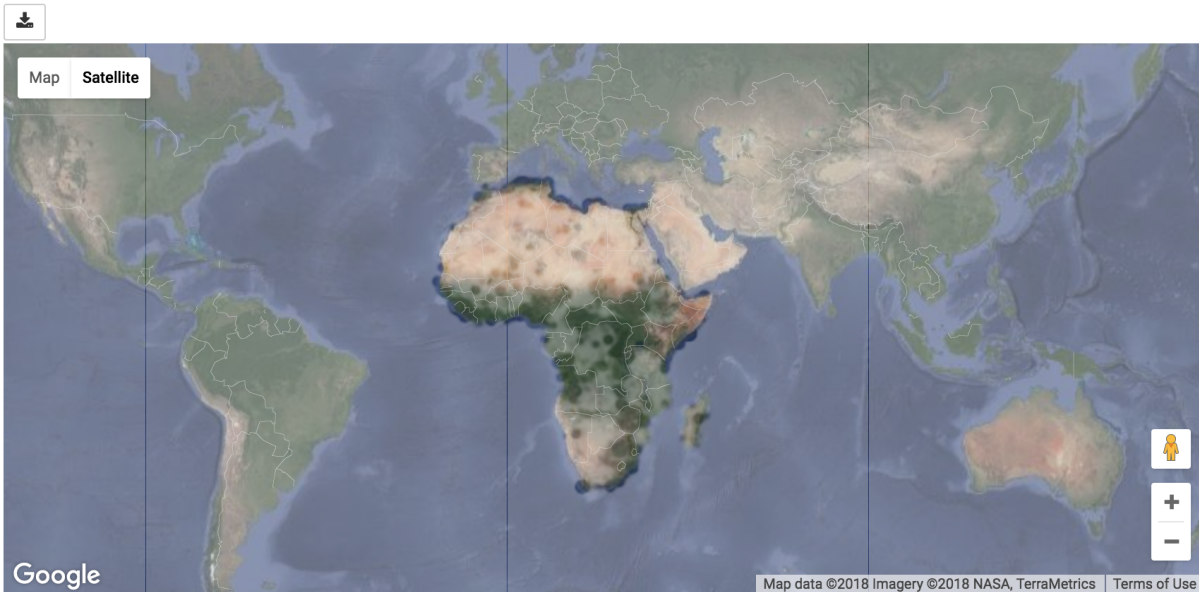 Map Satellite
Google
Map data ©2018 Imagery ©2018 NASA, TerraMetrics Terms of Use